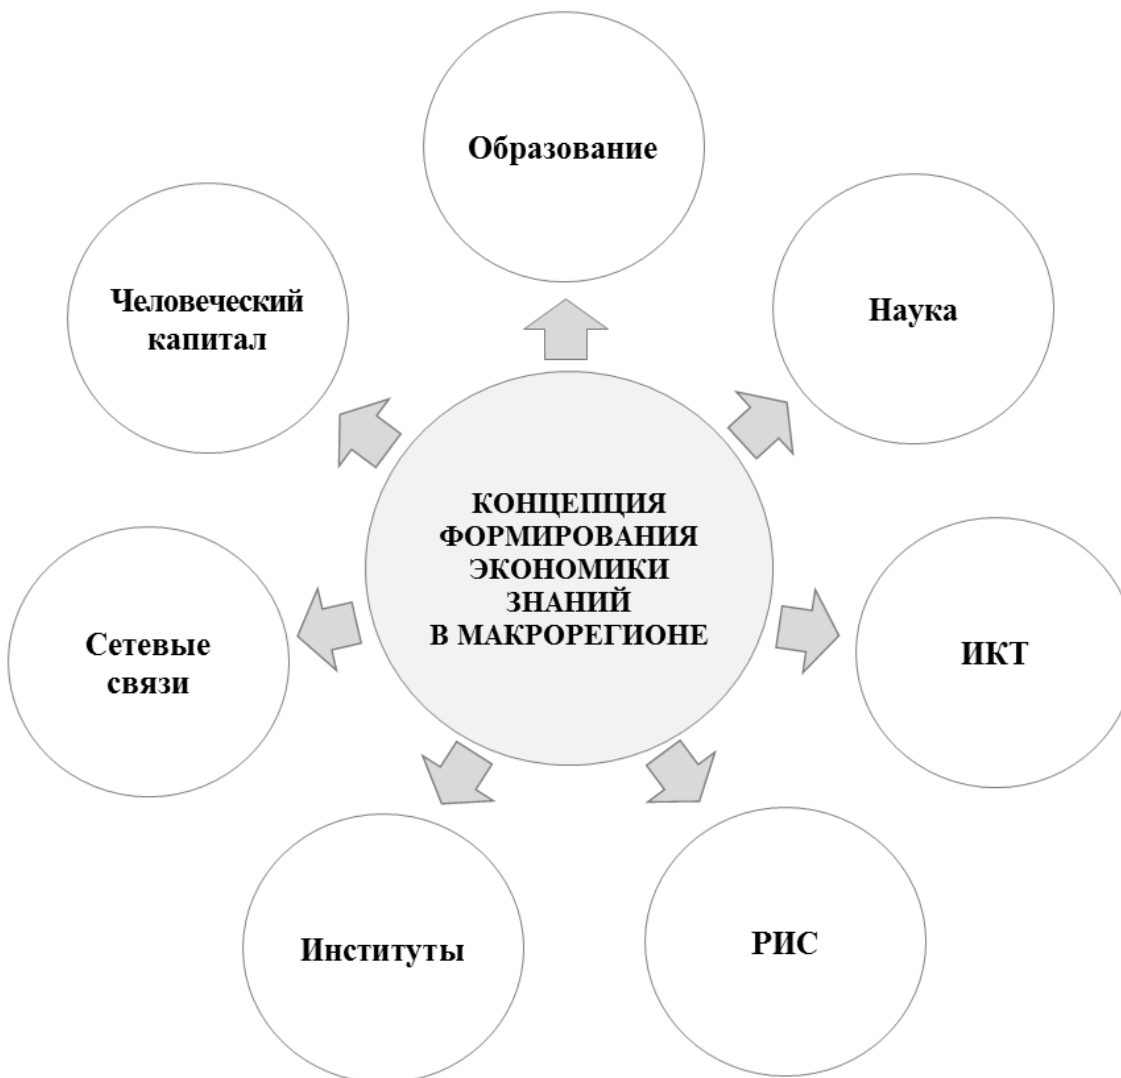 Образование
Человеческий
капитал
Наука
КОНЦЕПЦИЯ
ФОРМИРОВАНИЯ
ЭКОНОМИКИ
ЗНАНИЙ
В МАКРОРЕГИОНЕ
Сетевые
связи
ИКТ
Институты
РИС